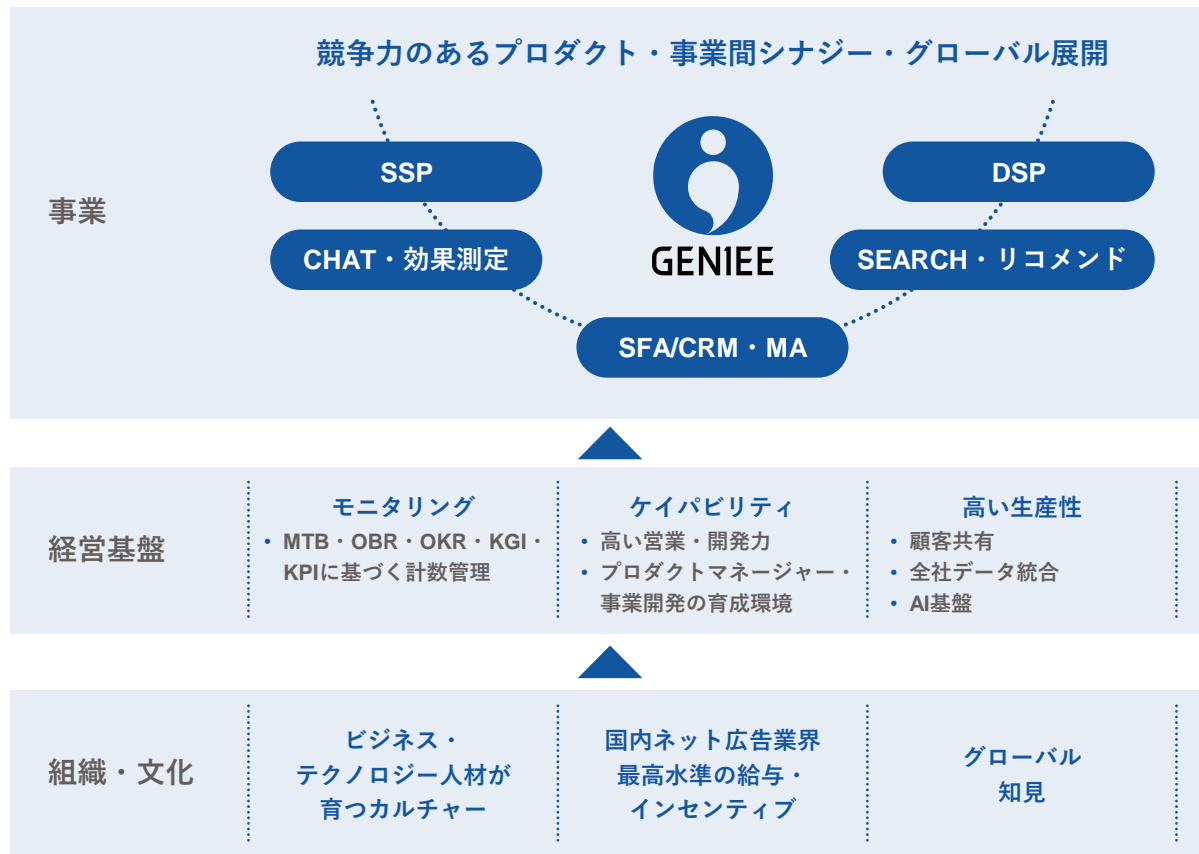 競争力のあるプロダクト・事業間シナジー・グローバル展開
事業
SSP
DSP
CHAT・効果測定
GENIEE
SEARCH・リコメンド
SFA/CRM・MA
経営基盤
モニタリング
• MTB・OBR・OKR・KGI・
KPIに基づく計数管理
ケイパビリティ
• 高い営業・開発力
• プロダクトマネージャー・
事業開発の育成環境
高い生産性
• 顧客共有
• 全社データ統合
• AI基盤
組織・文化
ビジネス・
テクノロジー人材が
育つカルチャー
国内ネット広告業界
最高水準の給与・
インセンティブ
グローバル
知見